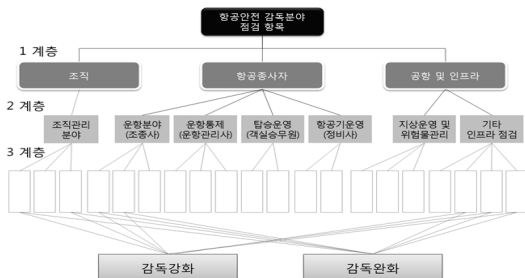 항공안전 감독분야
점검 항목
1 계층
조직
항공종사자
공항 및 인프라
2 계층
조직관리
분야
운항분야
(조종사)
운항통제
(운항관리사)
탑승운영
(객실승무원)
항공기운영
(정비사)
지상운영 및
위험물관리
기타
인프라 점검
3 계층
감독강화
감독완화